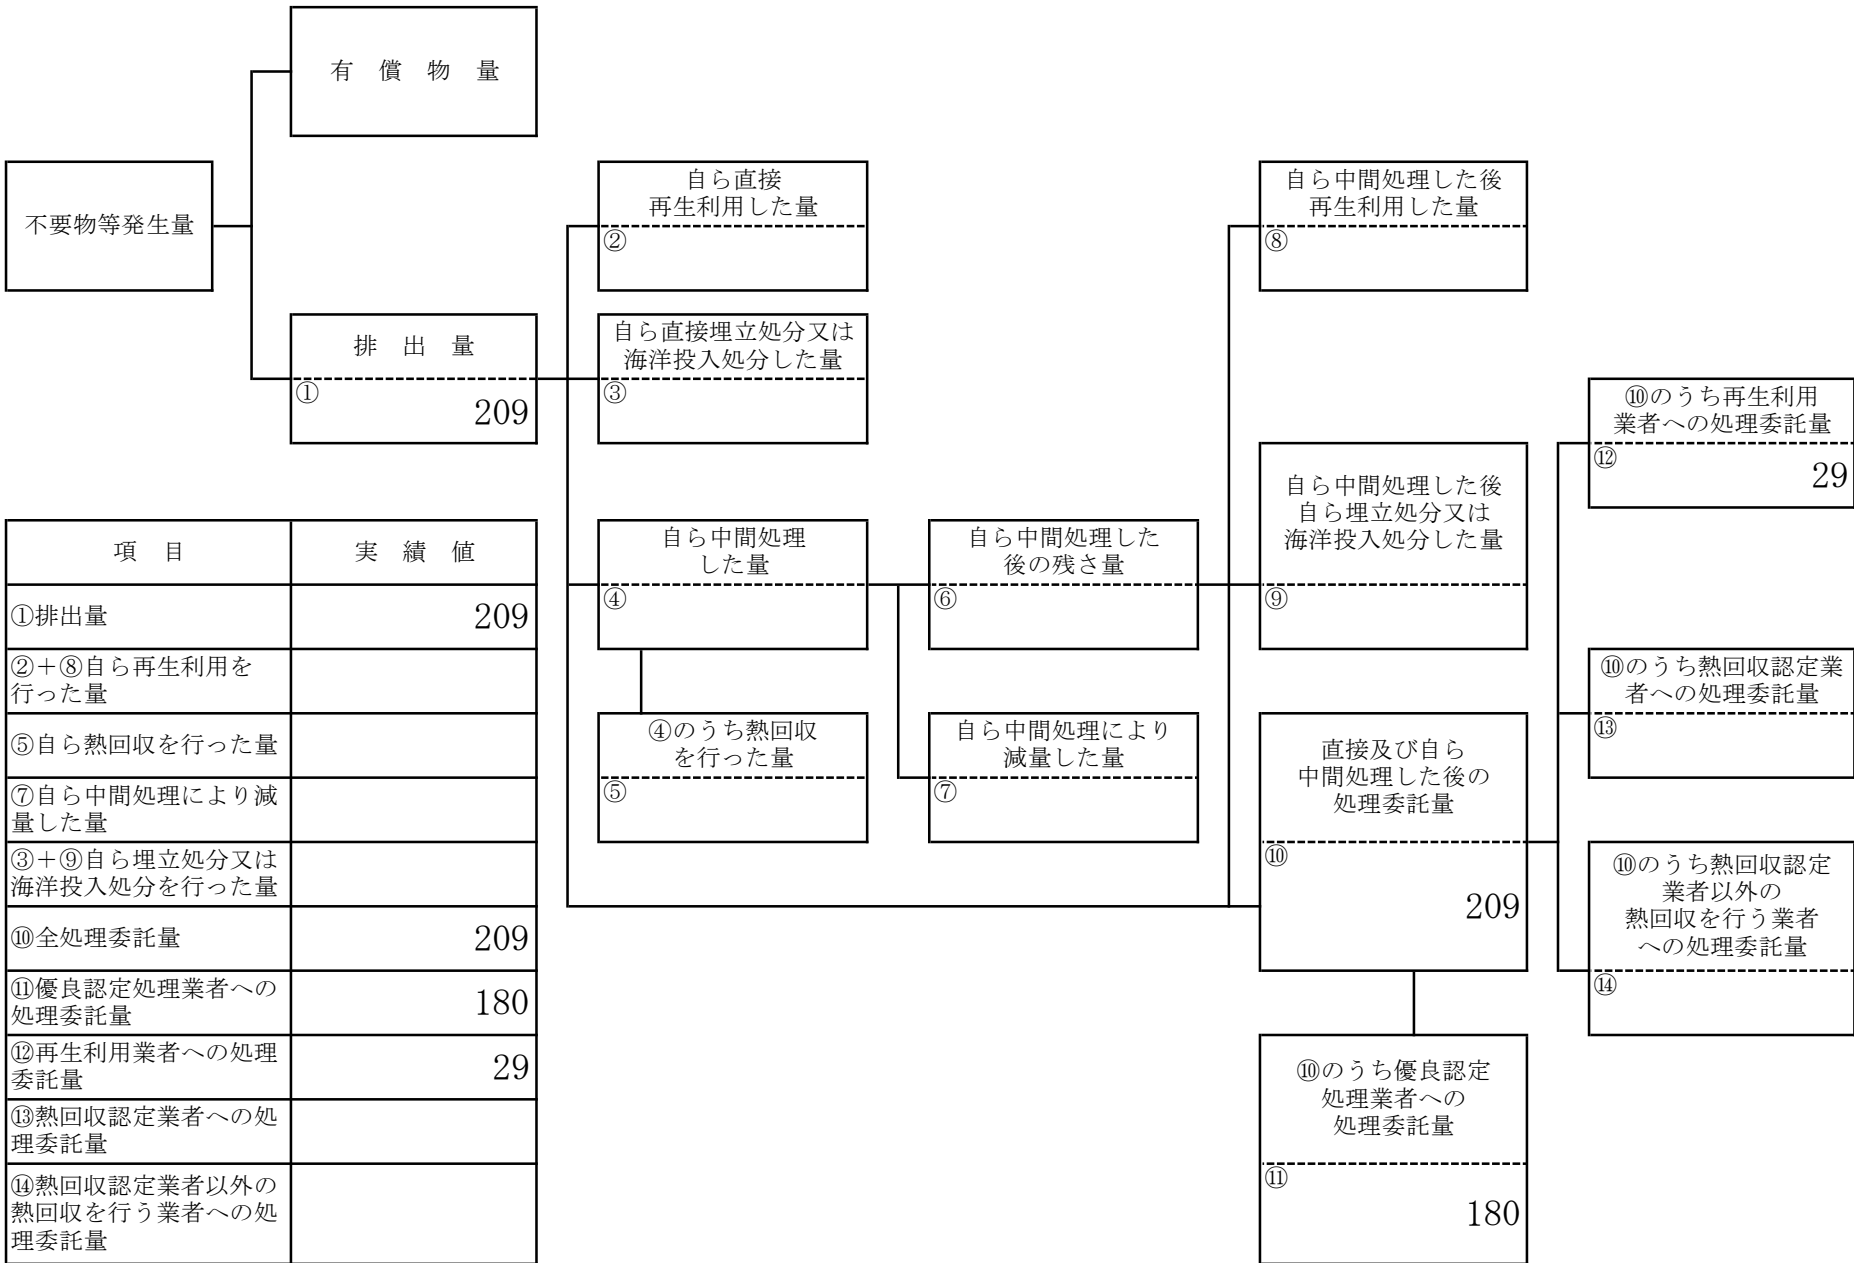 有 償 物 量
不要物等発生量
排 出 量
①
209
自ら直接
再生利用した量
②
自ら直接埋立処分又は
海洋投入処分した量
③
自ら中間処理
した量
④
④のうち熱回収
を行った量
⑤
自ら中間処理した
後の残さ量
⑥
自ら中間処理により
減量した量
⑦
自ら中間処理した後
再生利用した量
⑧
自ら中間処理した後
自ら埋立処分又は
海洋投入処分した量
⑨
直接及び自ら
中間処理した後の
処理委託量
⑩
209
⑩のうち優良認定
処理業者への
処理委託量
⑪
180
⑩のうち再生利用
業者への処理委託量
⑫
29
⑩のうち熱回収認定業
者への処理委託量
⑬
⑩のうち熱回収認定
業者以外の
熱回収を行う業者
への処理委託量
⑭
項 目 実 績 値
①排出量 209
②+⑧自ら再生利用を
行った量
⑤自ら熱回収を行った量
⑦自ら中間処理により減
量した量
③+⑨自ら埋立処分又は
海洋投入処分を行った量
⑩全処理委託量 209
⑪優良認定処理業者への
処理委託量 180
⑫再生利用業者への処理
委託量 29
⑬熱回収認定業者への処
理委託量
⑭熱回収認定業者以外の
熱回収を行う業者への処
理委託量